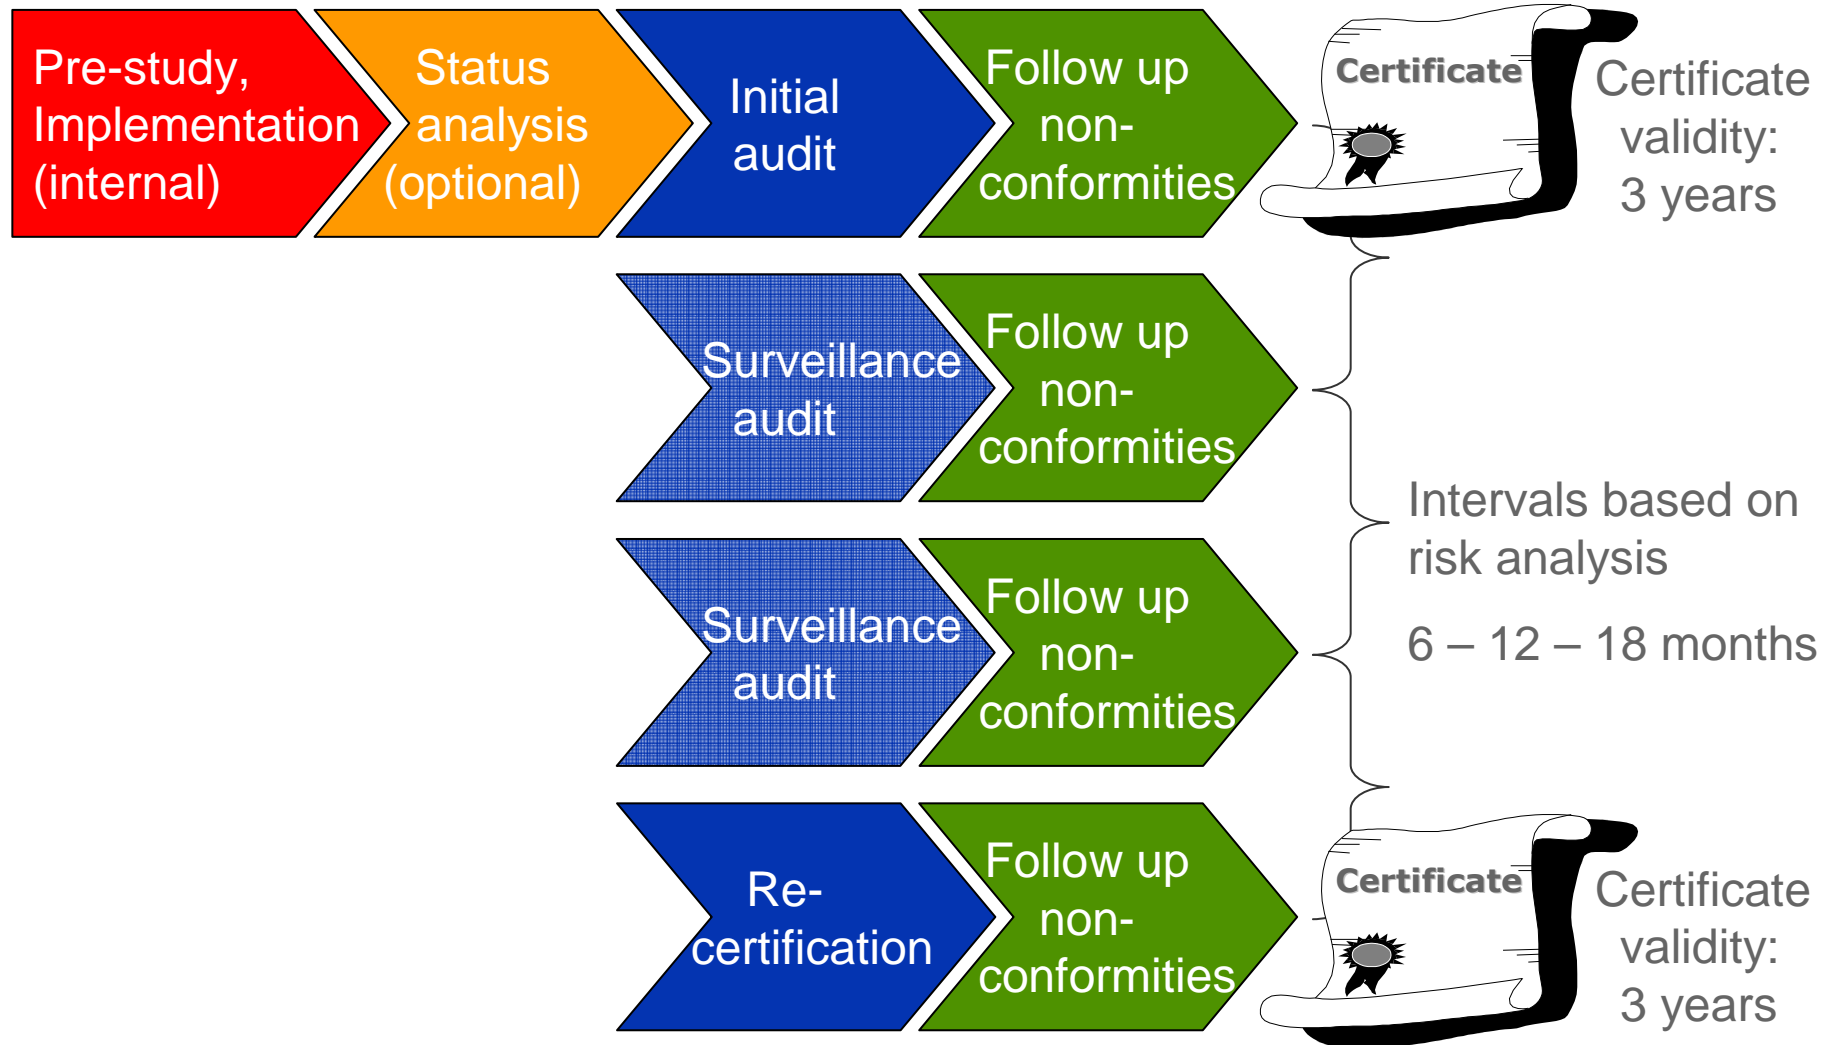 Pre-study,
Implementation
(internal)
Status
analysis
(optional)
Initial
audit
Follow up
non-
conformities
Certificate
Certificate
validity:
3 years
Surveillance
audit
Follow up
non-
conformities
Surveillance
audit
Follow up
non-
conformities
Intervals based on
risk analysis
6 – 12 – 18 months
Re-
certification
Follow up
non-
conformities
Certificate
Certificate
validity:
3 years